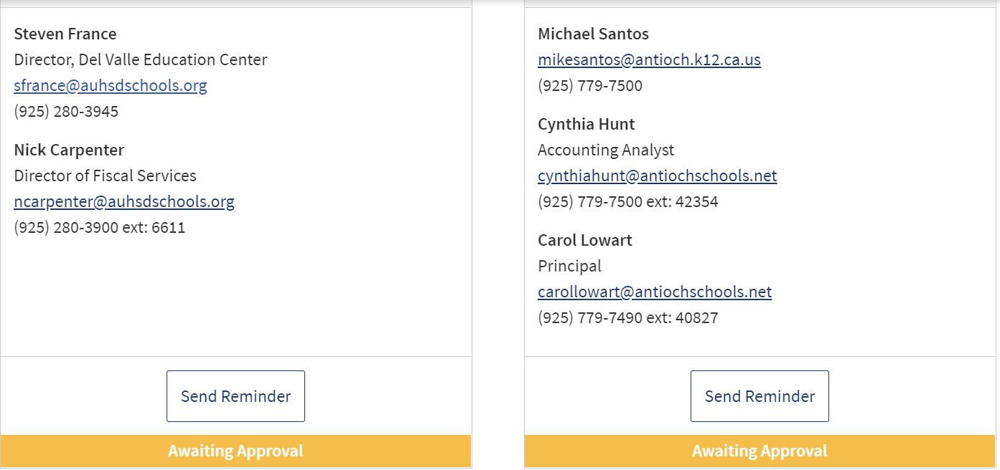 Steven France
Director, Del Valle Education Center
sfrance@auhsdschools.org
(925) 280-3945
Nick Carpenter
Director of Fiscal Services
ncarpenter@auhsdschools.org
(925) 280-3900 ext: 6611
Send Reminder
Awaiting Approval
Michael Santos
mikesantos@antioch.k12.ca.us
(925) 779-7500
Cynthia Hunt
Accounting Analyst
cynthiahunt@antiochschools.net
(925) 779-7500 ext: 42354
Carol Lowart
Principal
carollowart@antiochschools.net
(925) 779-7490 ext: 40827
Send Reminder
Awaiting Approval